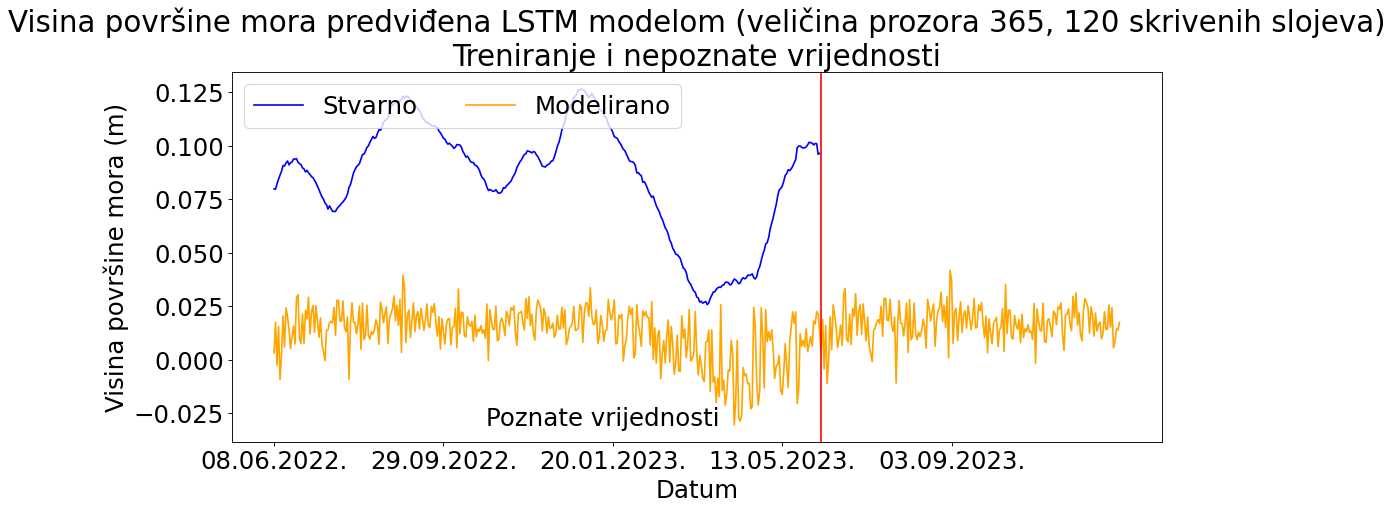 Visina površine mora predviđena LSTM modelom (veličina prozora 365, 120 skrivenih slojeva)
Treniranje i nepoznate vrijednosti
Stvarno
Modelirano
Visina površine mora (m)
0.125
0.100
0.075
0.050
0.025
0.000
−0.025
Poznate vrijednosti
08.06.2022.
29.09.2022.
20.01.2023.
13.05.2023.
03.09.2023.
Datum